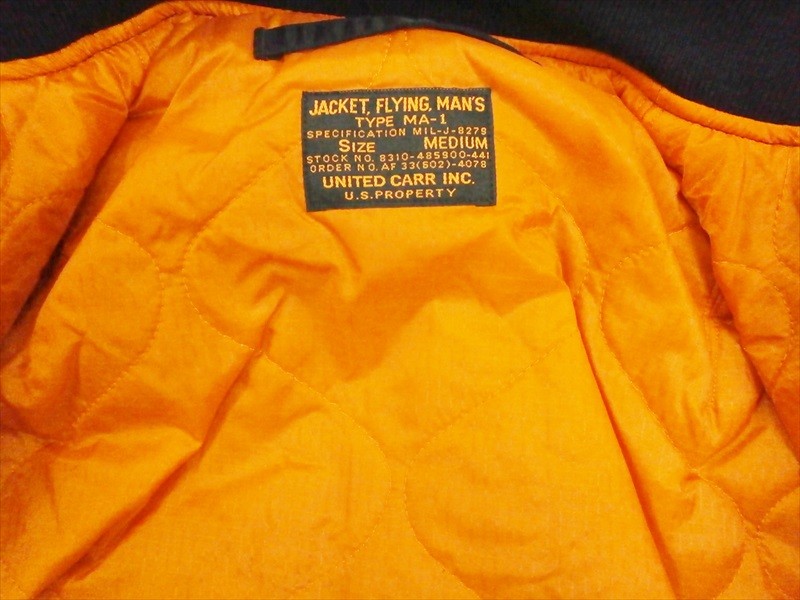 JACKET, FLYING, MAN'S
TYPE MA-1
SPECIFICATION MIL-J-8279
SIZE MEDIUM
STOCK NO. 8310-485900-441
ORDER NO. AF 33(602)-4078
UNITED CARR INC.
U.S. PROPERTY